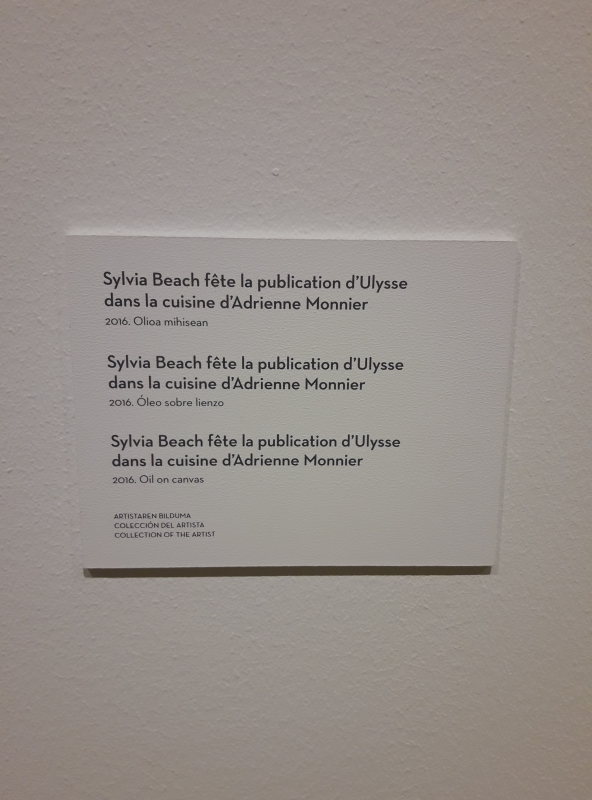 Sylvia Beach fête la publication d'Ulysse
dans la cuisine d'Adrienne Monnier
2016. Olioa mihisean
Sylvia Beach fête la publication d'Ulysse
dans la cuisine d'Adrienne Monnier
2016. Óleo sobre lienzo
Sylvia Beach fête la publication d'Ulysse
dans la cuisine d'Adrienne Monnier
2016. Oil on canvas
ARTISTAREN BILDUMA
COLECCIÓN DEL ARTISTA
COLLECTION OF THE ARTIST